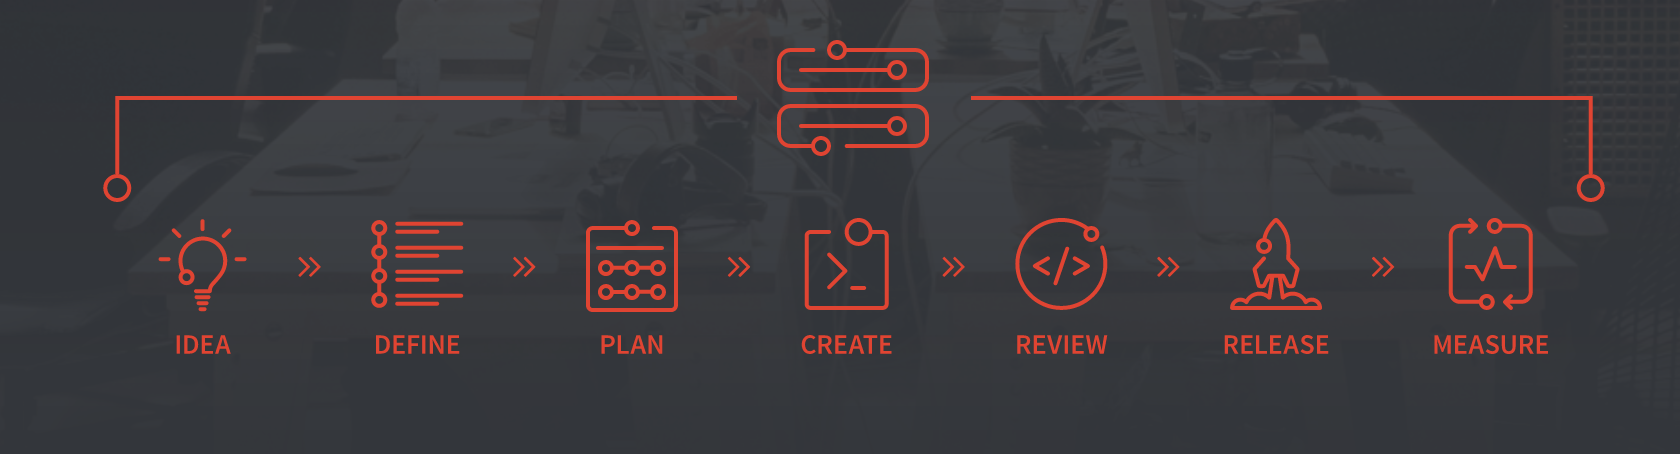 IDEA
DEFINE
PLAN
CREATE
REVIEW
RELEASE
MEASURE